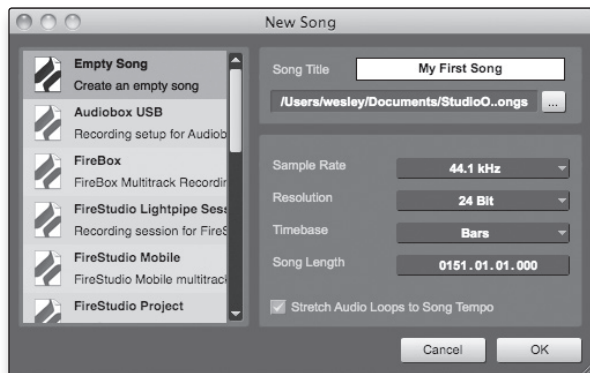 New Song
Empty Song
Create an empty song
Audiobox USB
Recording setup for Audiob
FireBox
FireBox Multitrack Recordin
FireStudio Lightpipe Sess
Recording session for FireS
FireStudio Mobile
FireStudio Mobile multitrac
FireStudio Project
Song Title My First Song
/Users/wesley/Documents/StudioO..ongs ...
Sample Rate 44.1 kHz
Resolution 24 Bit
Timebase Bars
Song Length 0151.01.01.000
Stretch Audio Loops to Song Tempo
Cancel OK